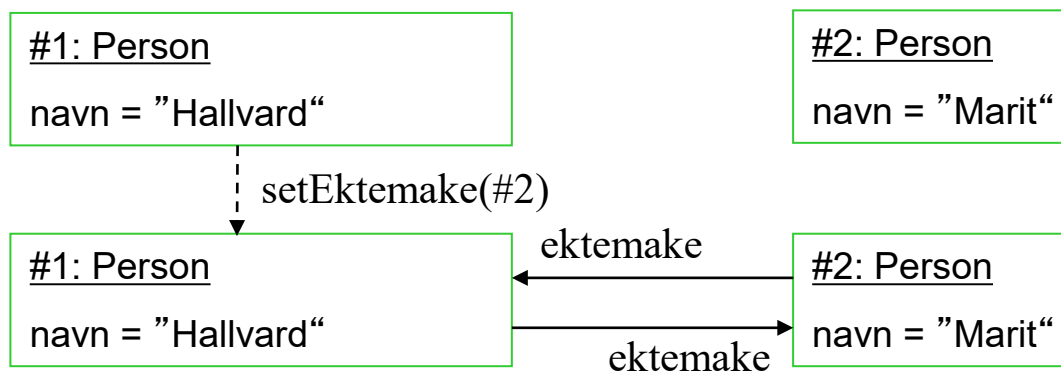 #1: Person
navn = ”Hallvard“
#2: Person
navn = ”Marit“
setEktemake(#2)
#1: Person
navn = ”Hallvard“
ektemake
ektemake
#2: Person
navn = ”Marit“